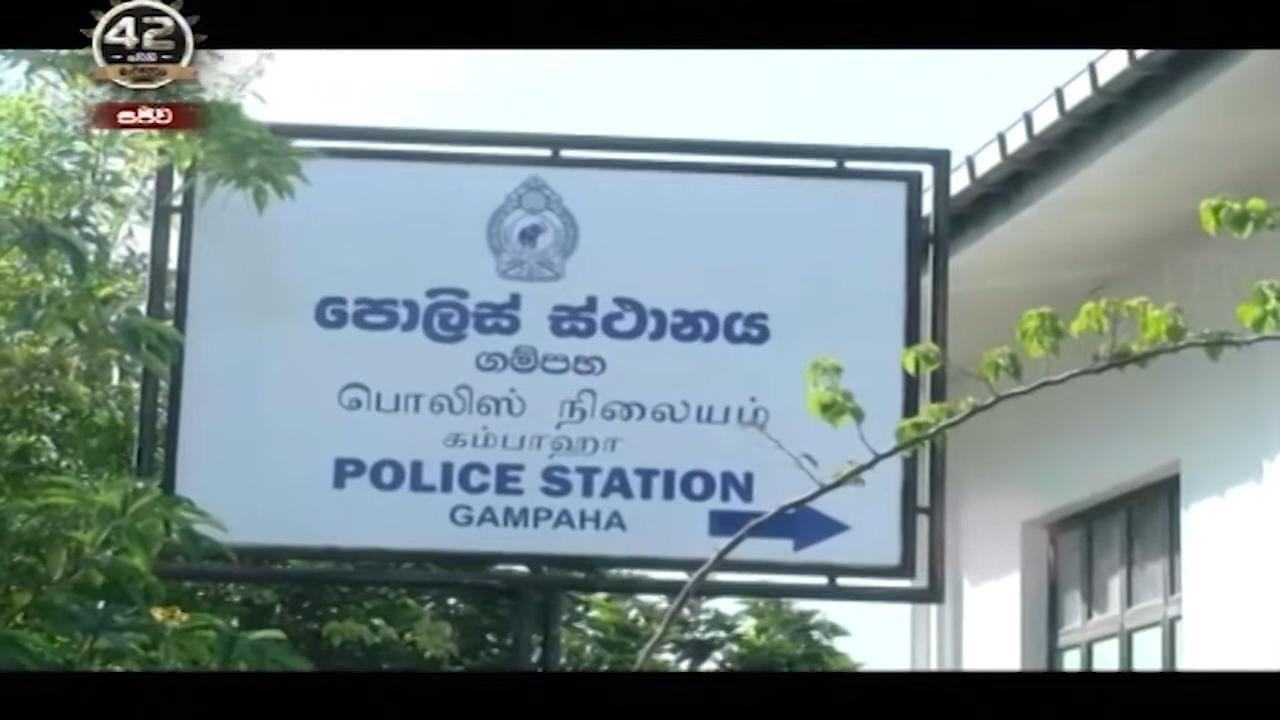 42
සජීව
පොලිස් ස්ථානය
ගම්පහ
பொலிஸ் நிலையம்
கம்பாஹா
POLICE STATION
GAMPAHA